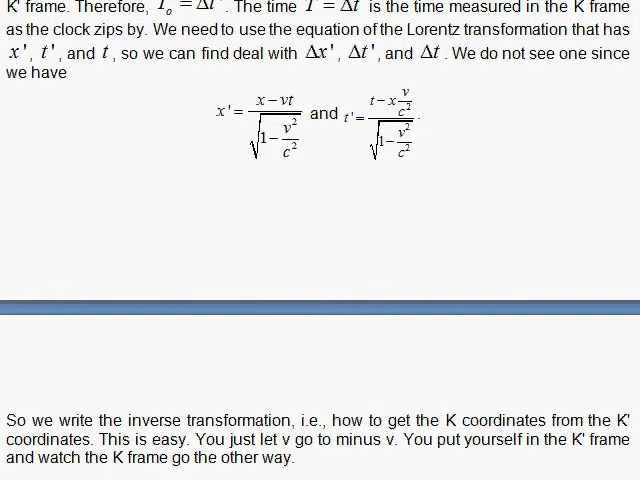 K' frame. Therefore, T₀ = Δt'. The time T = Δt is the time measured in the K frame
as the clock zips by. We need to use the equation of the Lorentz transformation that has
x', t', and t, so we can find deal with Δx', Δt', and Δt. We do not see one since
we have
x' = (x − vt) / √(1 − v²/c²) and t' = (t − x v/c²) / √(1 − v²/c²).
So we write the inverse transformation, i.e., how to get the K coordinates from the K'
coordinates. This is easy. You just let v go to minus v. You put yourself in the K' frame
and watch the K frame go the other way.